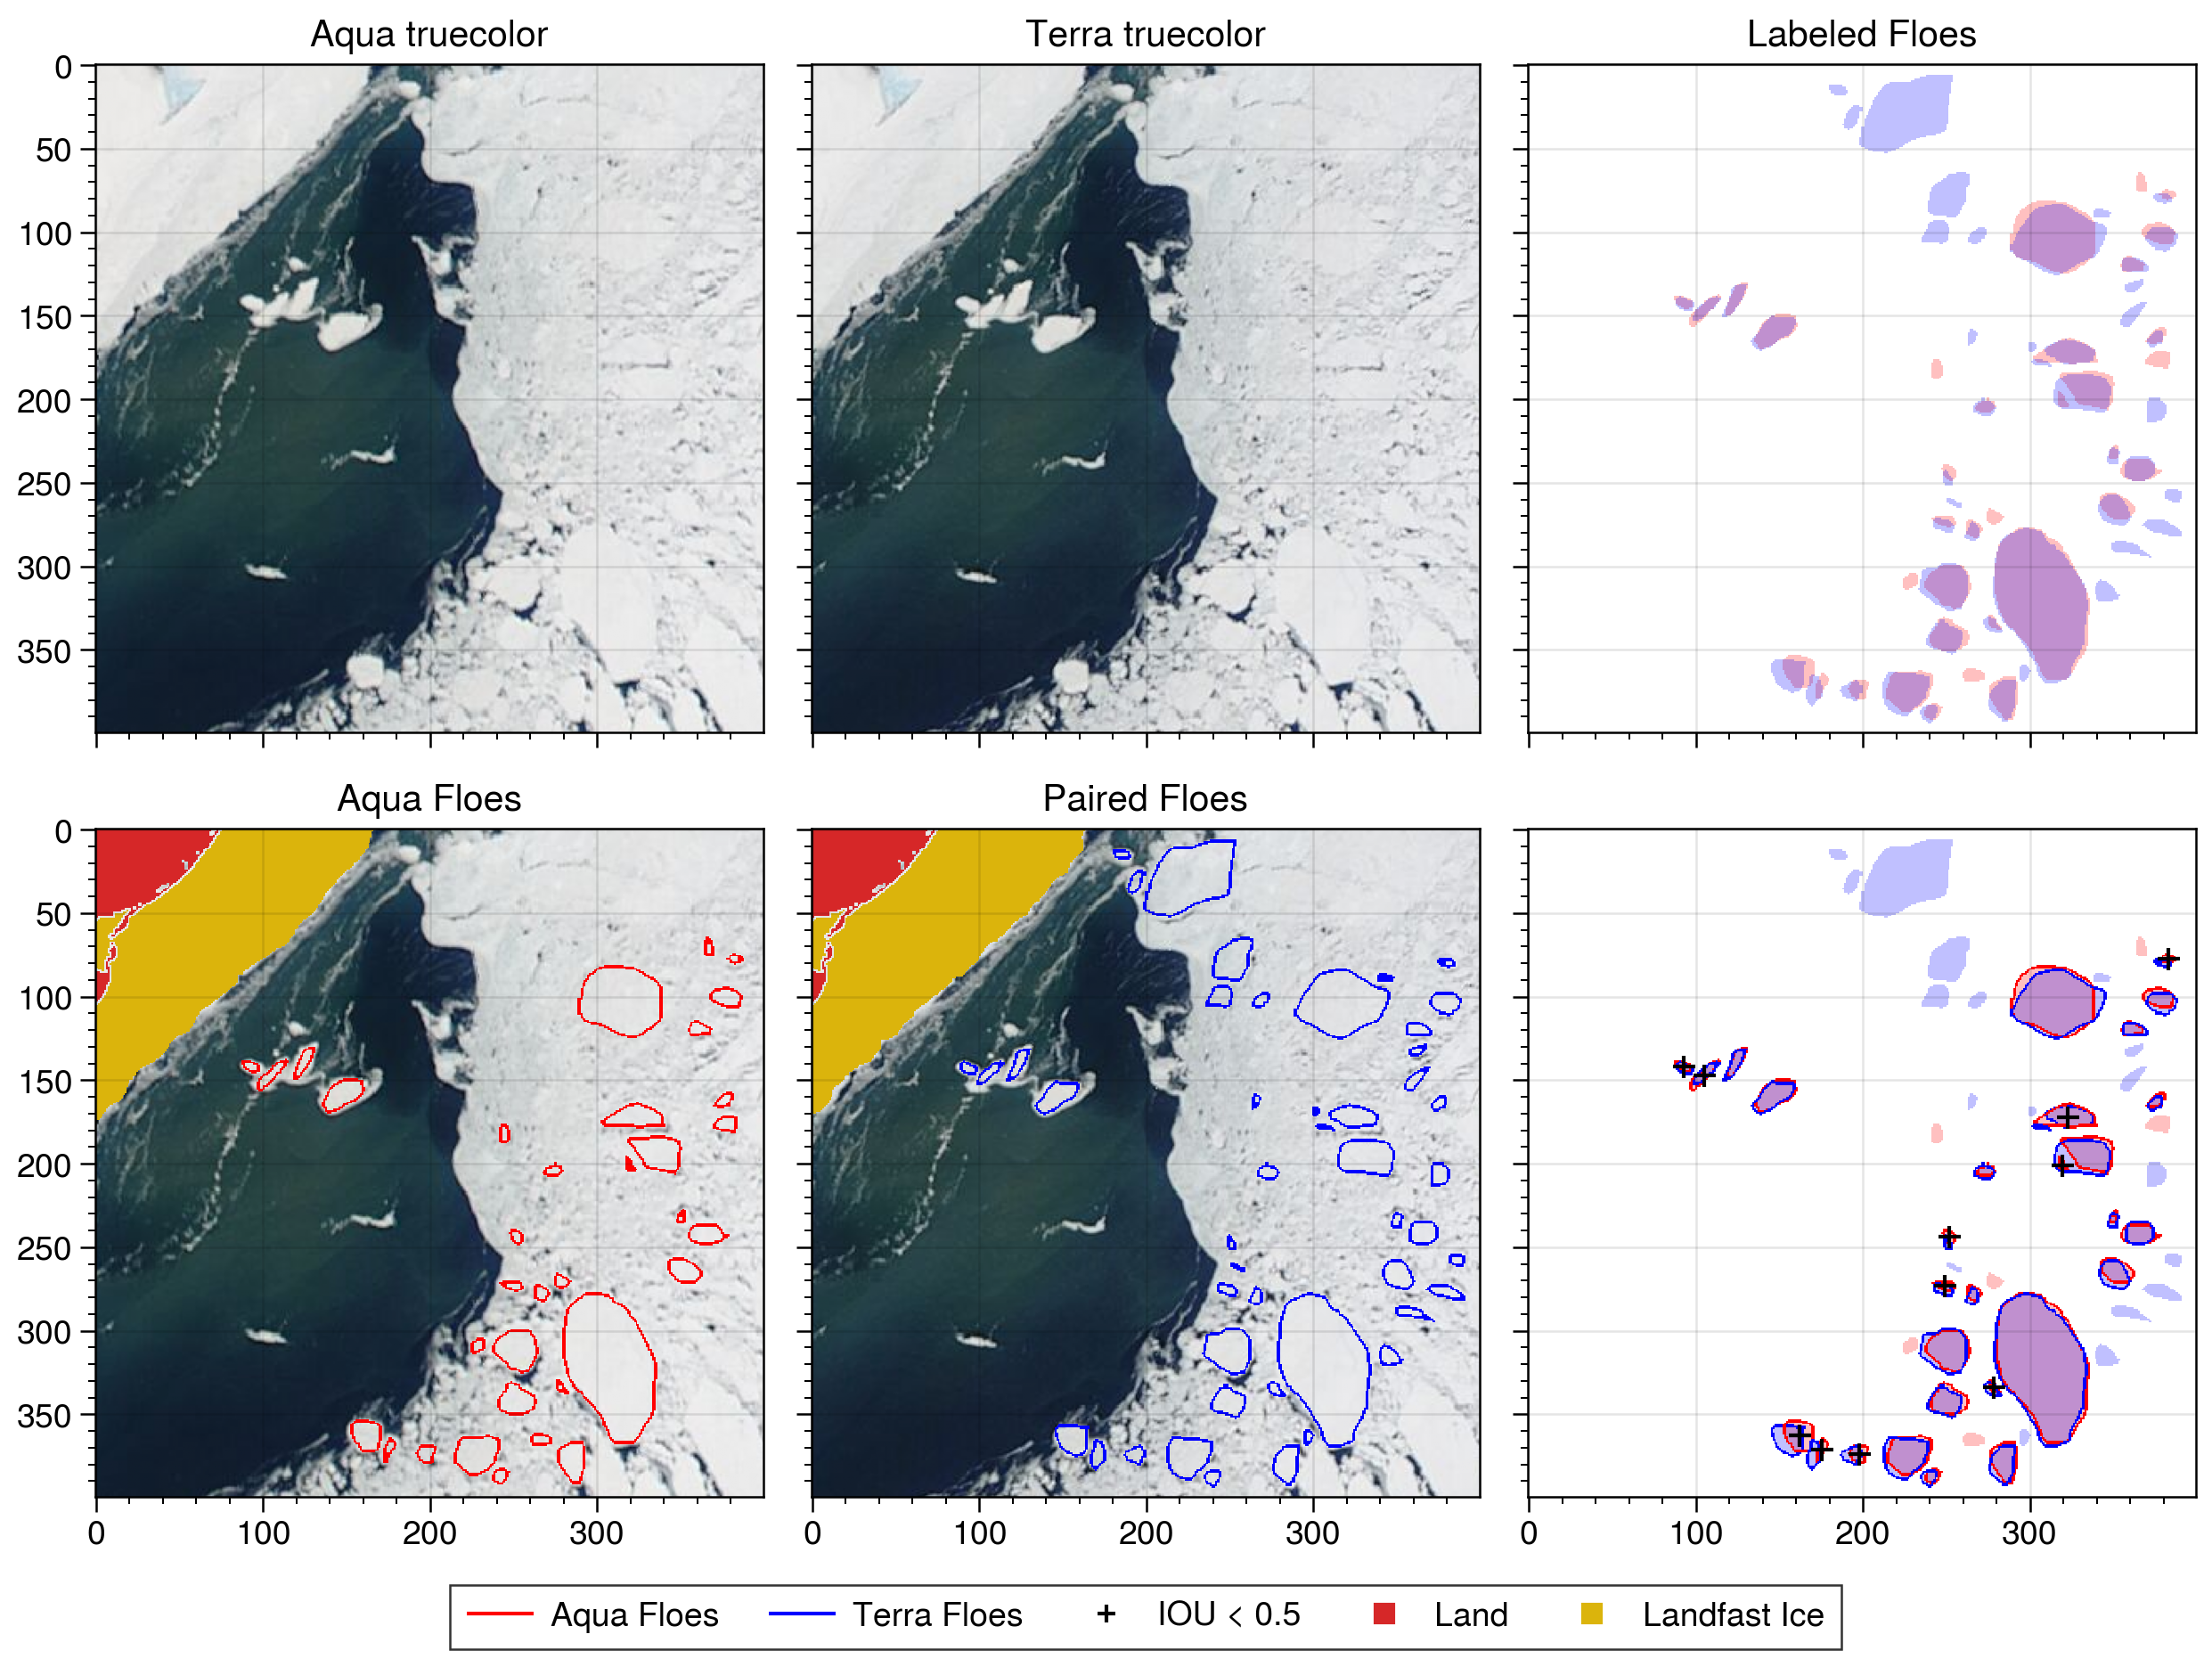 Aqua truecolor
Terra truecolor
Labeled Floes
0
50
100
150
200
250
300
350
Aqua Floes
Paired Floes
0
50
100
150
200
250
300
350
0 100 200 300
0 100 200 300
0 100 200 300
Aqua Floes Terra Floes IOU < 0.5 Land Landfast Ice